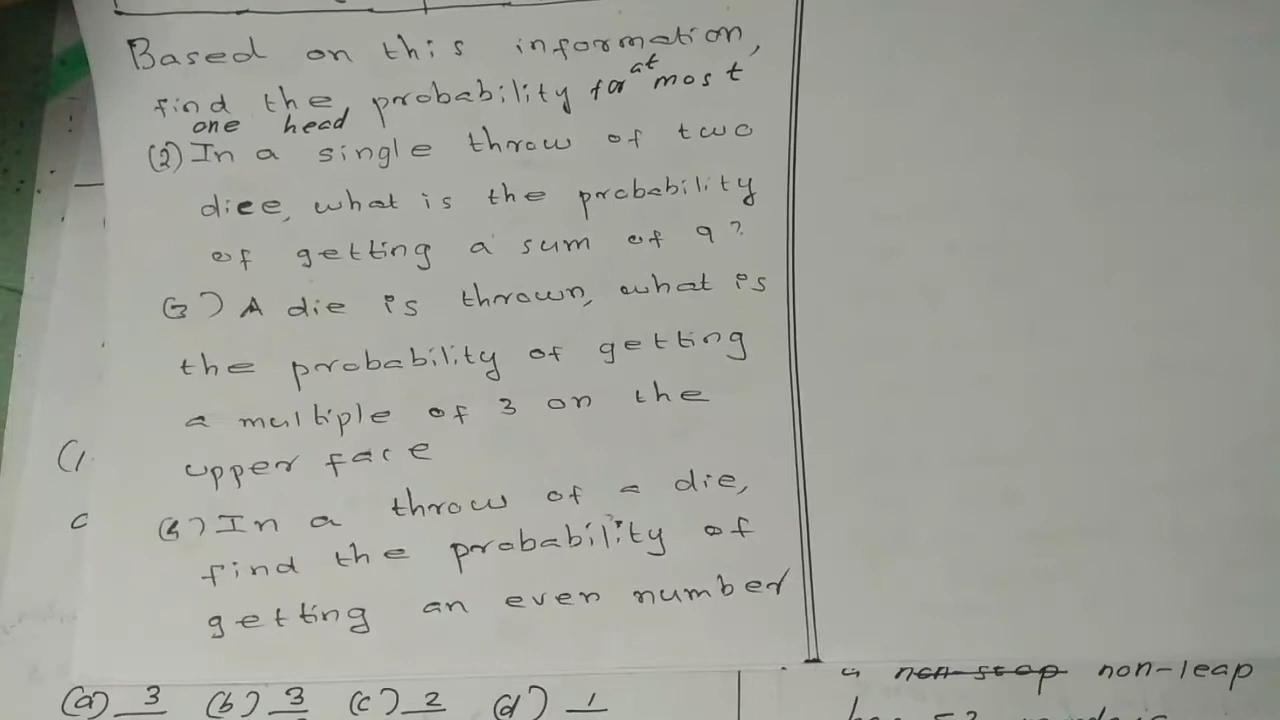 Based on this information,
find the, probability for at most
one head
(2) In a single throw of two
dice, what is the probability
of getting a sum of 9?
(3) A die is thrown, what is
the probability of getting
a multiple of 3 on the
upper face
(4) In a throw of a die,
find the probability of
getting an even number
(1
c
(a) 3 (b) 3 (c) 2 (d) 1
non-stop non-leap